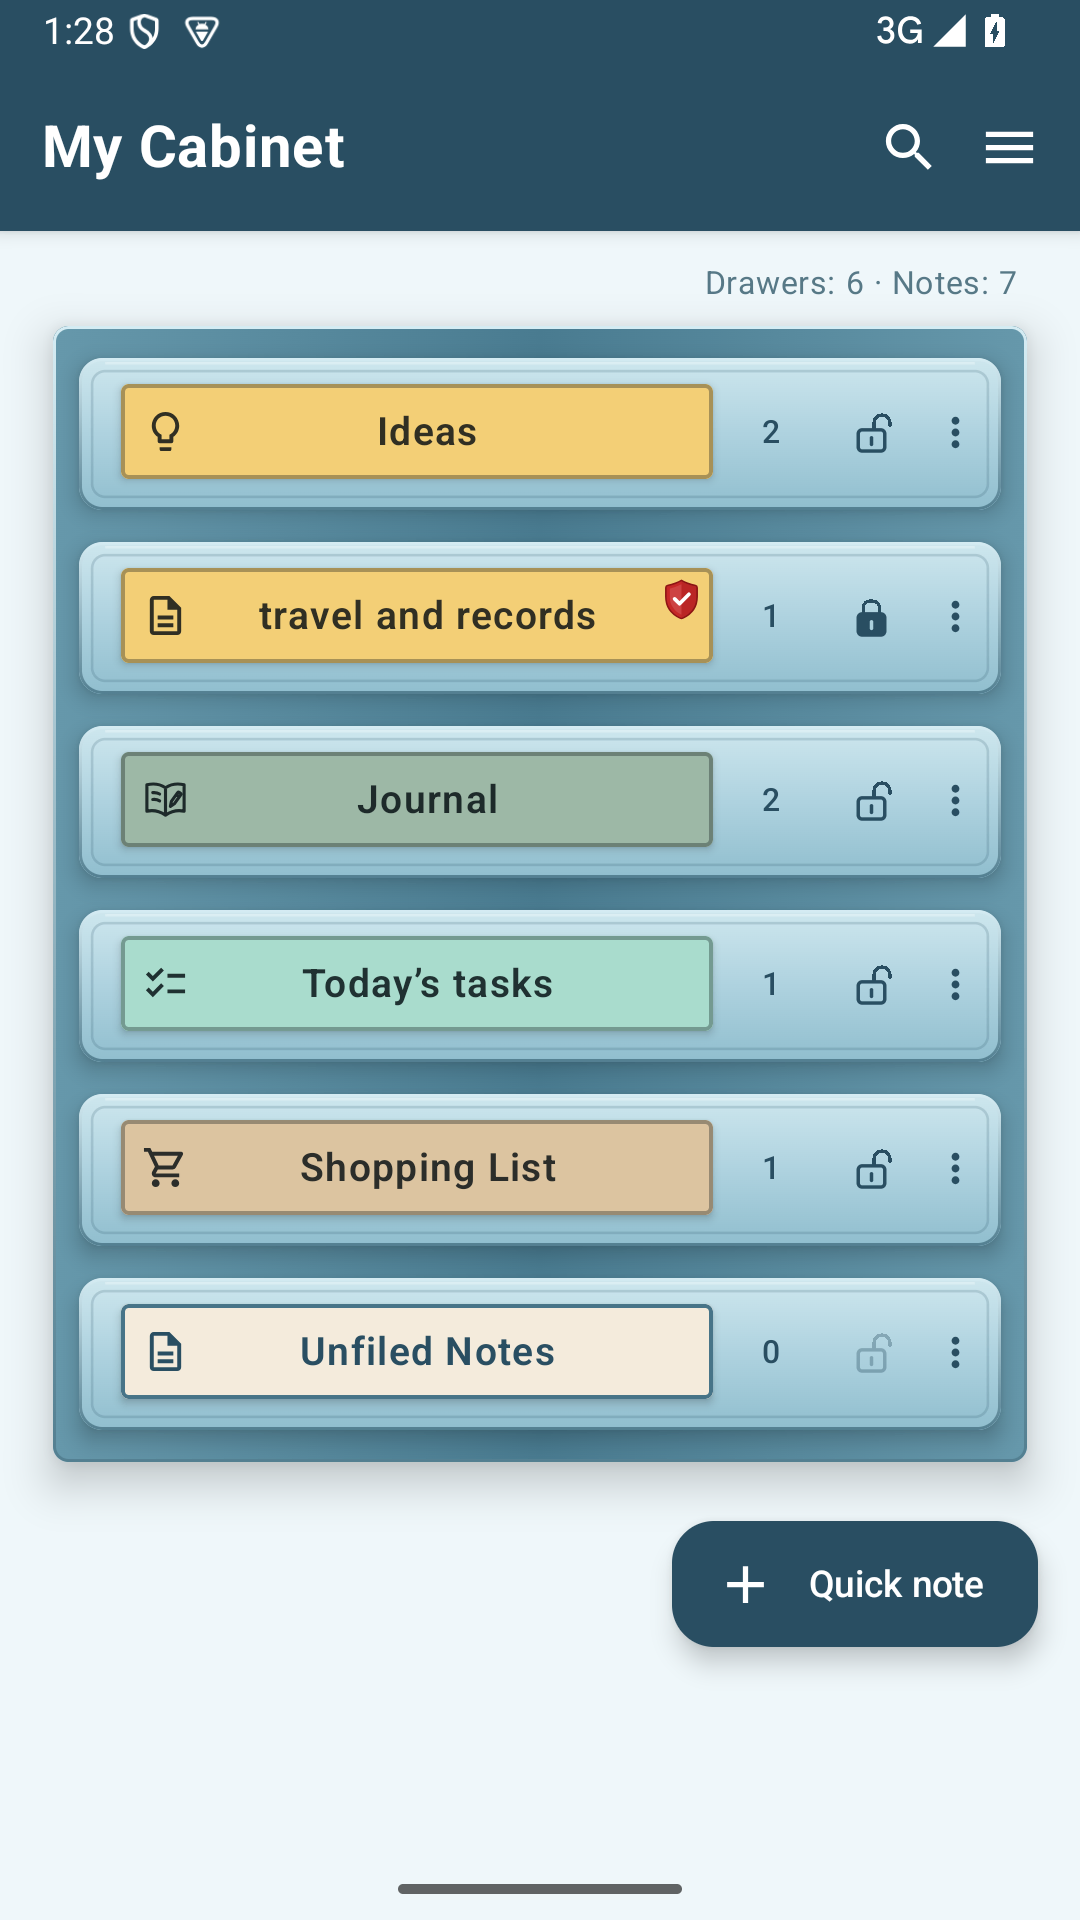 1:28
3G
My Cabinet
Drawers: 6 · Notes: 7
Ideas 2
travel and records 1
Journal 2
Today’s tasks 1
Shopping List 1
Unfiled Notes 0
Quick note